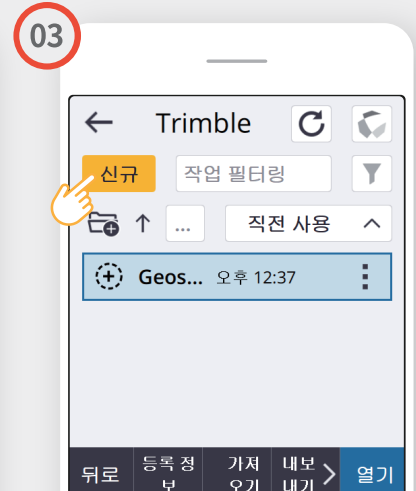 03
Trimble
신규 작업 필터링
... 직전 사용
Geos... 오후 12:37
뒤로 등록 정보 가져오기 내보내기 열기